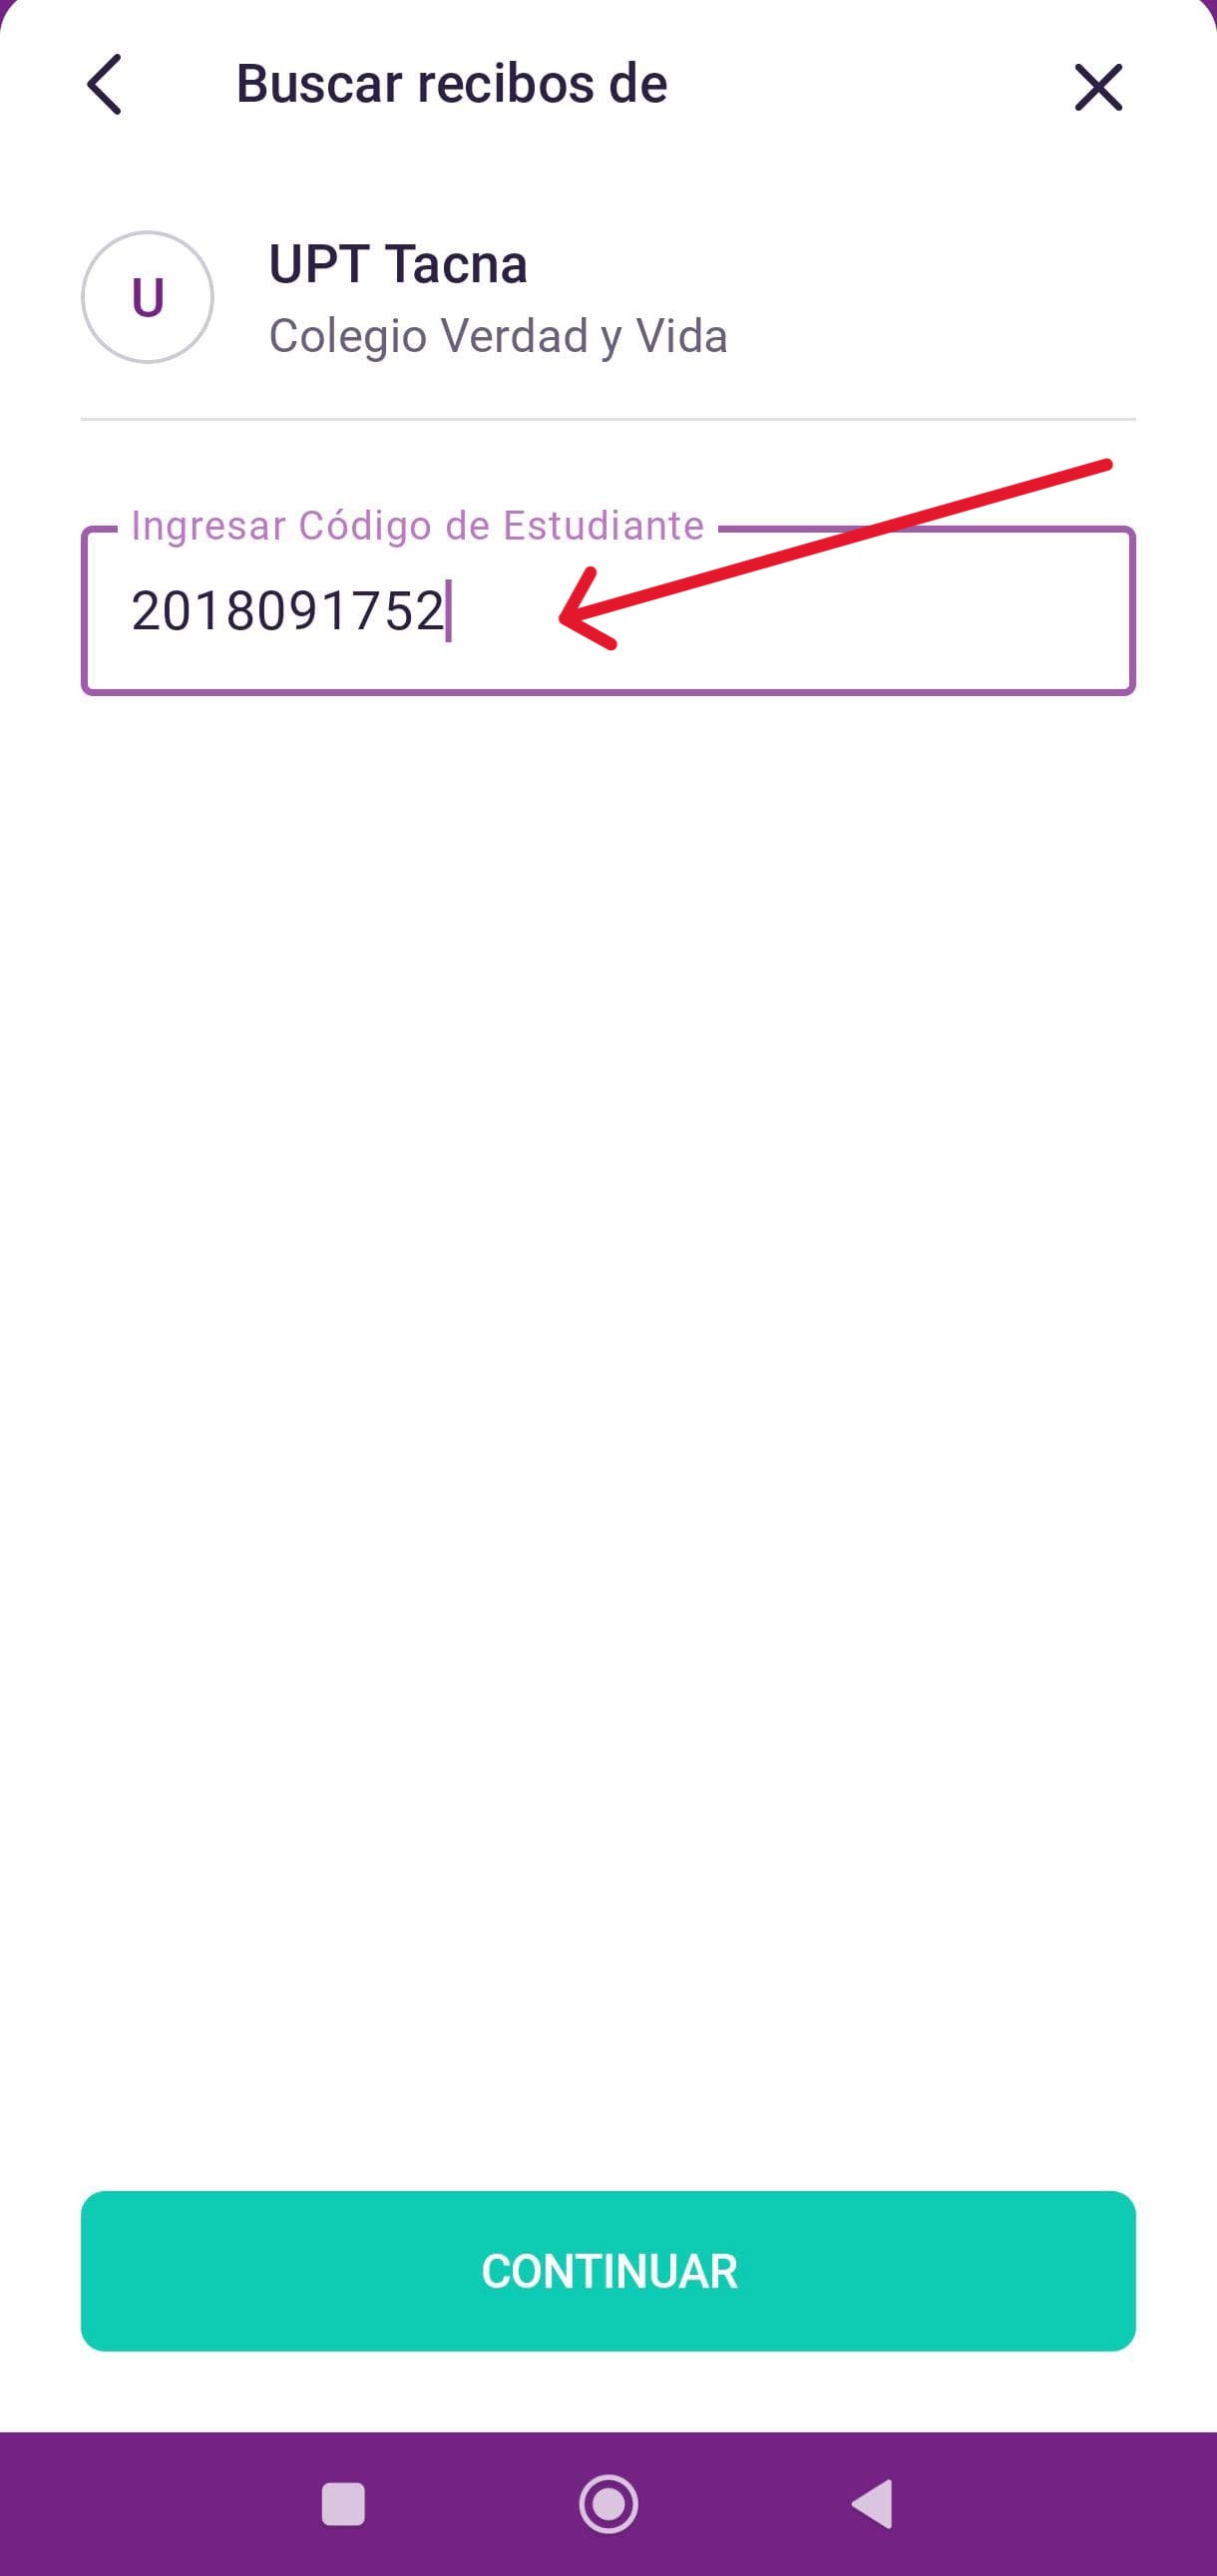 Buscar recibos de
U
UPT Tacna
Colegio Verdad y Vida
Ingresar Código de Estudiante
2018091752
CONTINUAR